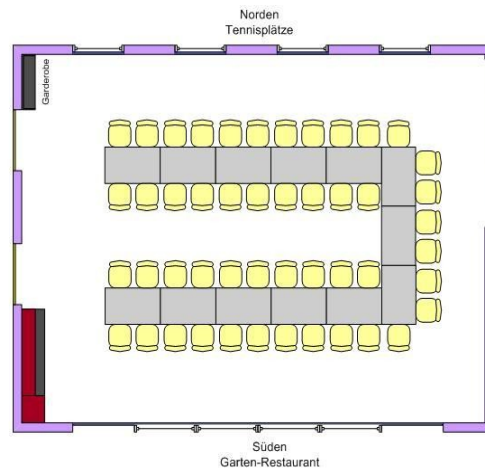 Norden
Tennisplätze
Garderobe
Süden
Garten-Restaurant